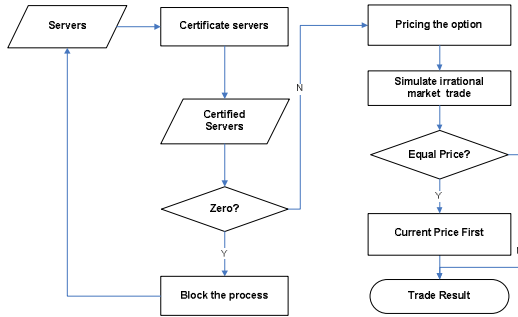 Servers
Certificate servers
Certified
Servers
Zero?
Y
Block the process
N
Pricing the option
Simulate irrational
market trade
Equal Price?
Y
Current Price First
Trade Result